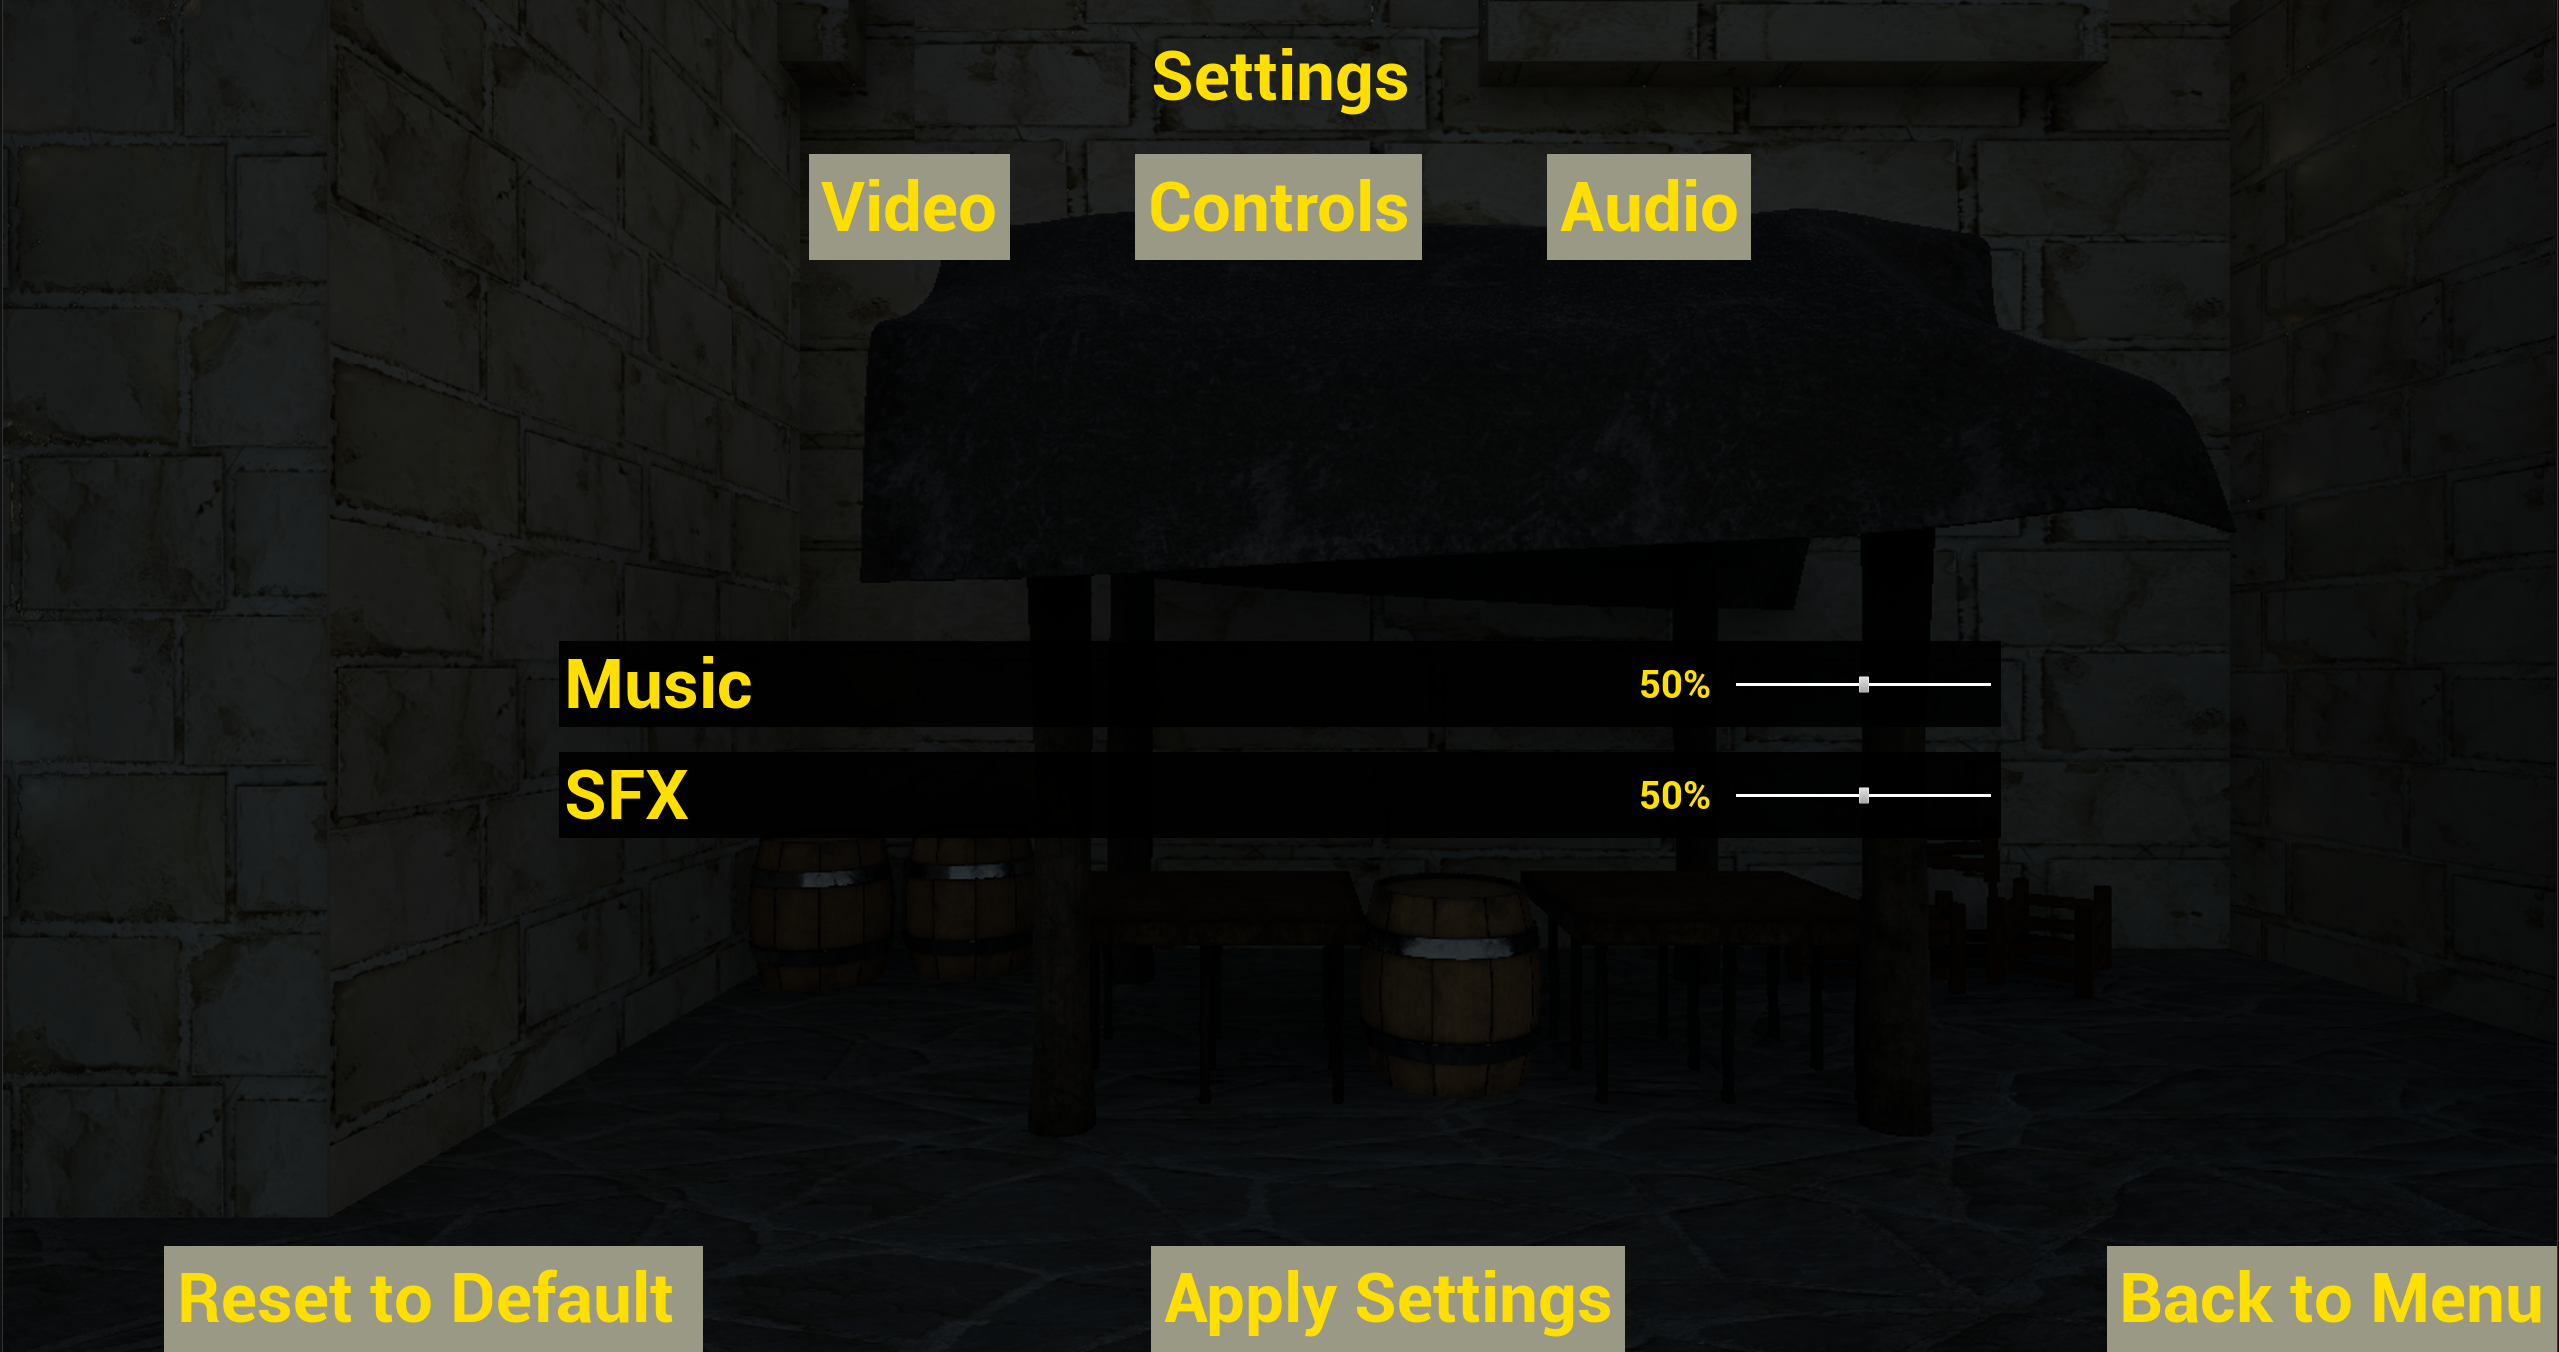 Settings
Video Controls Audio
Music 50%
SFX 50%
Reset to Default Apply Settings Back to Menu